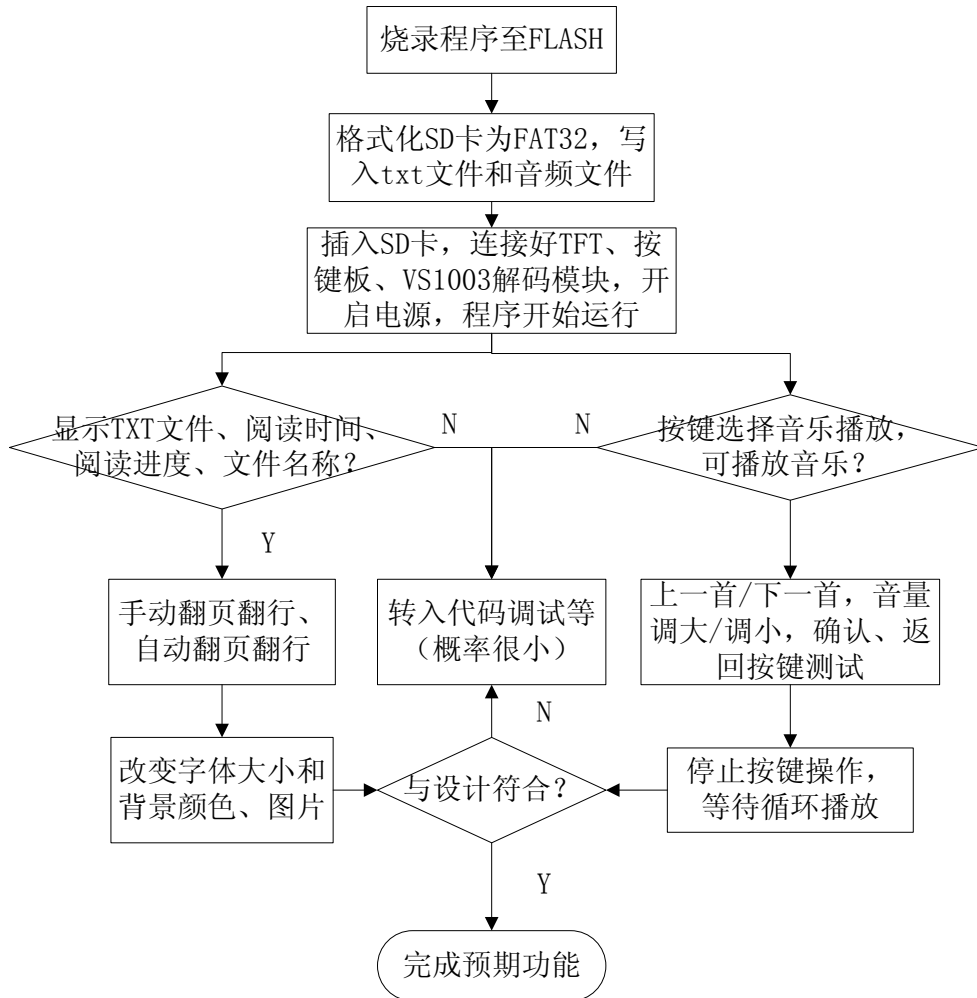 烧录程序至FLASH
格式化SD卡为FAT32，写
入txt文件和音频文件
插入SD卡，连接好TFT、按
键板、VS1003解码模块，开
启电源，程序开始运行
显示TXT文件、阅读时间、
阅读进度、文件名称？
N
N
按键选择音乐播放，
可播放音乐？
Y
手动翻页翻行、
自动翻页翻行
转入代码调试等
（概率很小）
上一首/下一首，音量
调大/调小，确认、返
回按键测试
N
改变字体大小和
背景颜色、图片
与设计符合？
停止按键操作，
等待循环播放
Y
完成预期功能